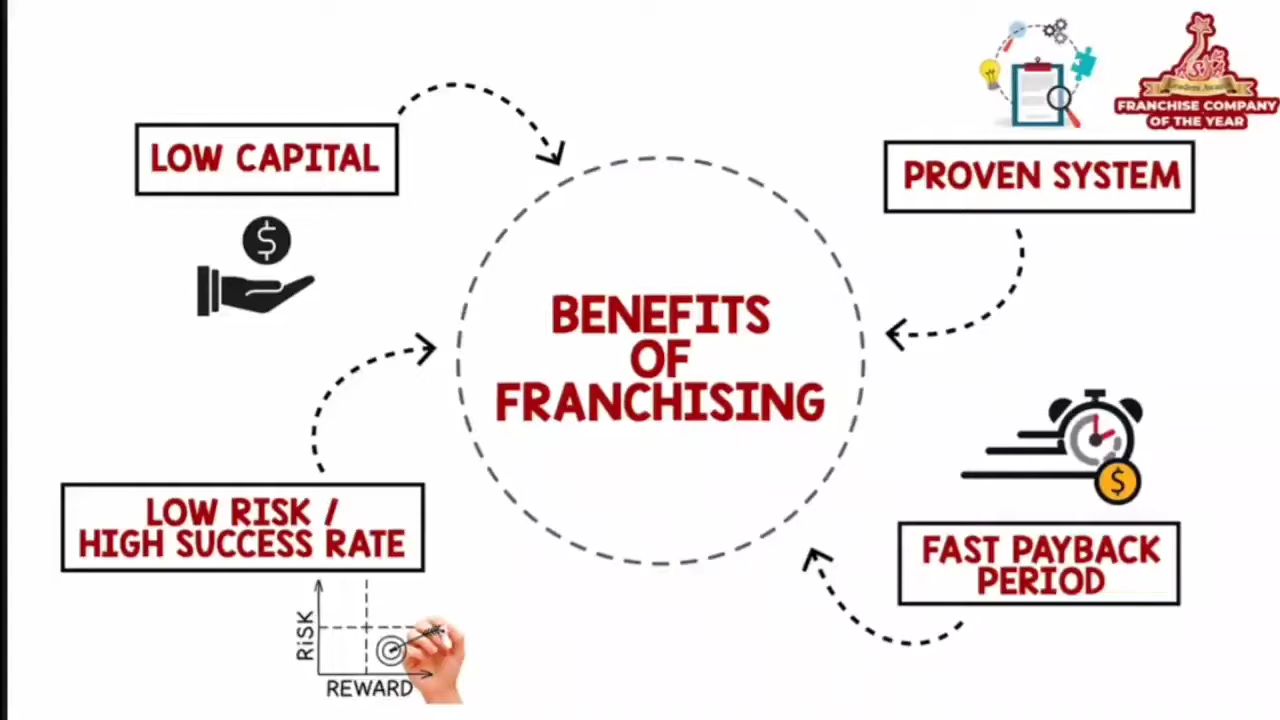 FRANCHISE COMPANY
OF THE YEAR
LOW CAPITAL
$
PROVEN SYSTEM
BENEFITS
OF
FRANCHISING
$
LOW RISK /
HIGH SUCCESS RATE
FAST PAYBACK
PERIOD
RISK
REWARD